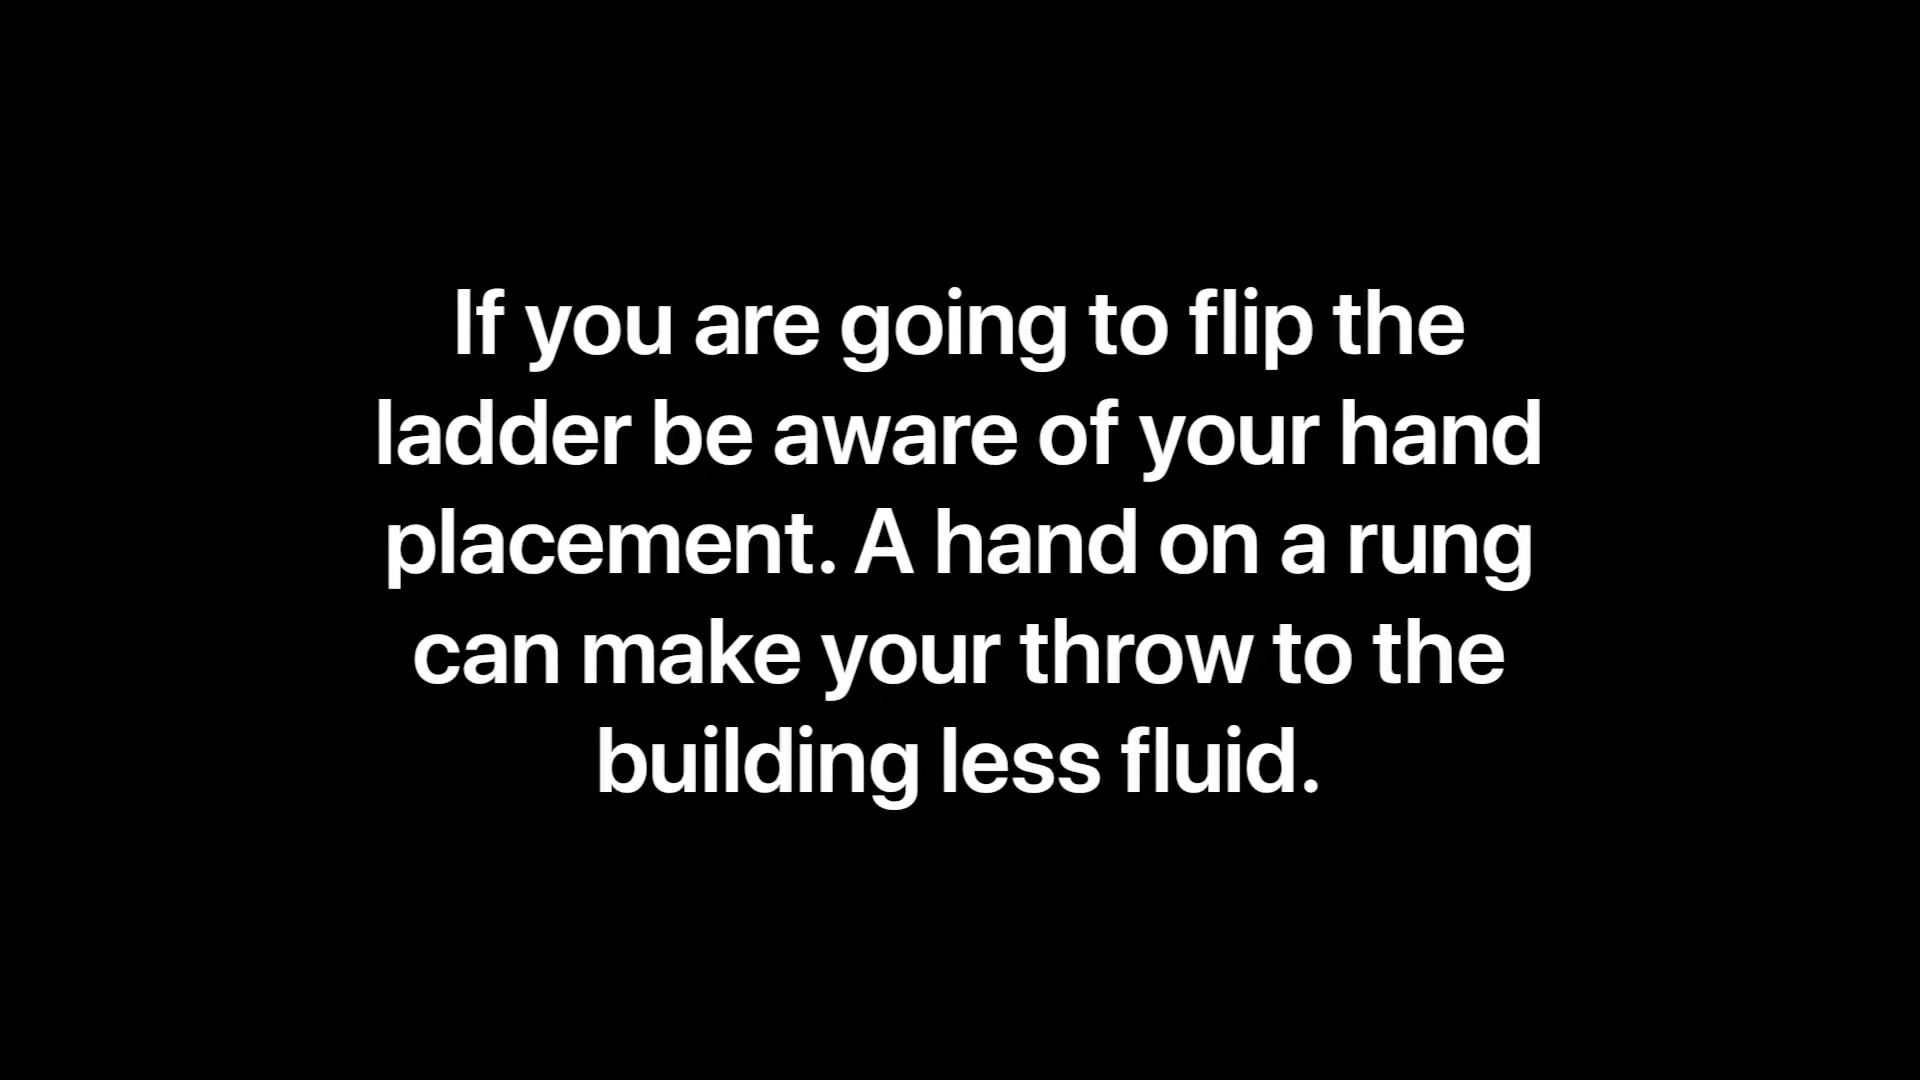 If you are going to flip the
ladder be aware of your hand
placement. A hand on a rung
can make your throw to the
building less fluid.